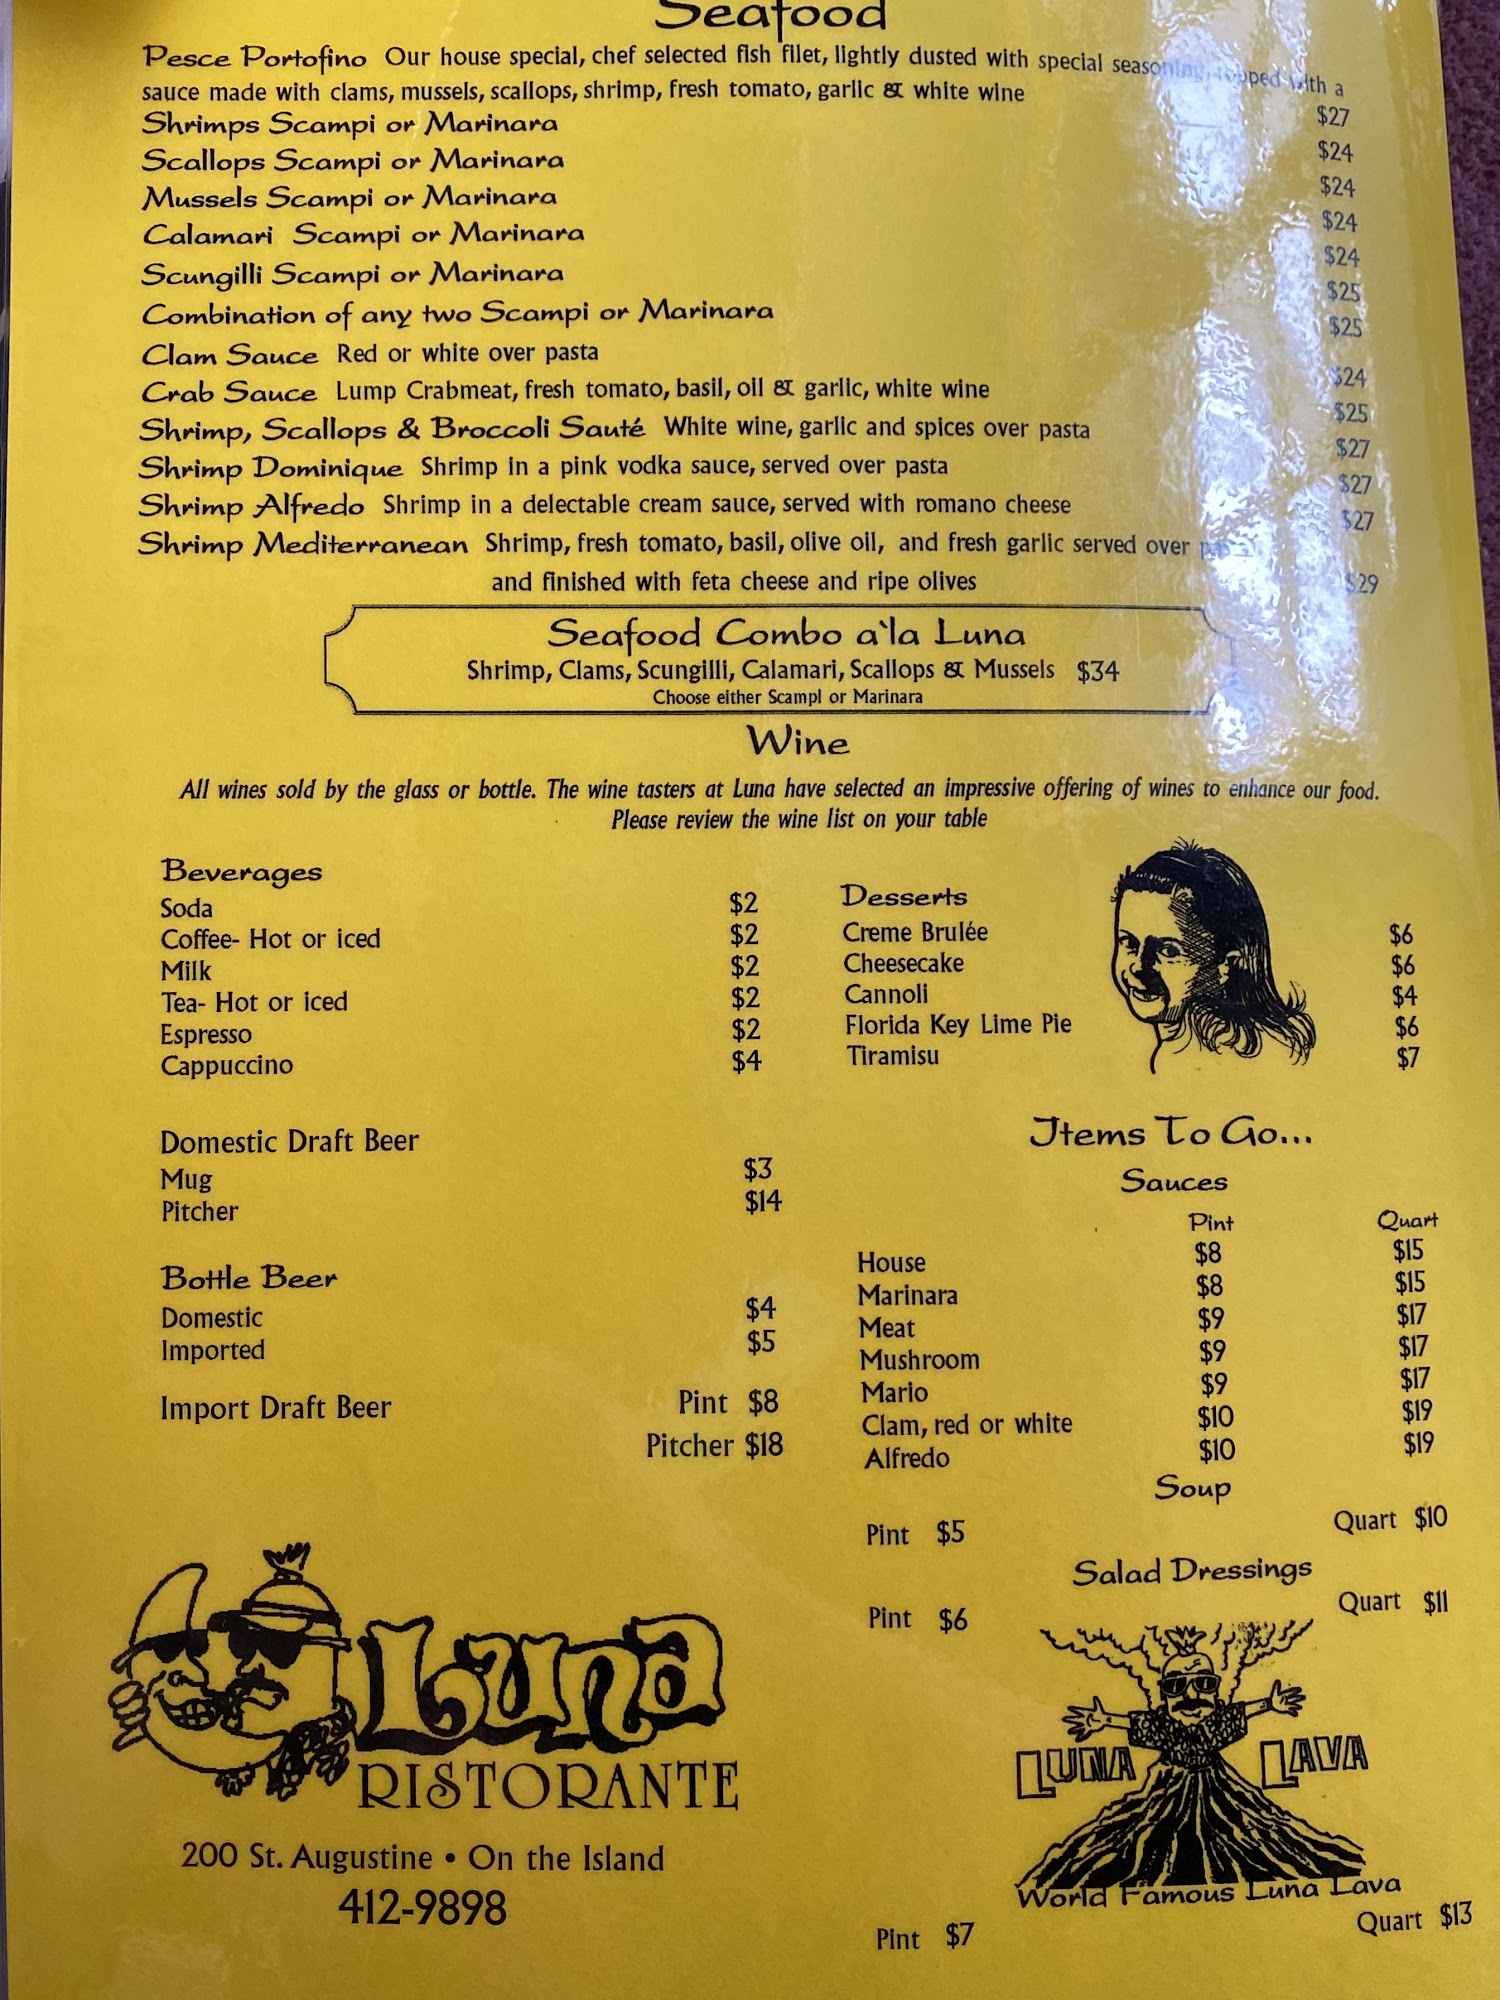 Seafood
Pesce Portofino Our house special, chef selected fish filet, lightly dusted with special seasoning, topped with a
sauce made with clams, mussels, scallops, shrimp, fresh tomato, garlic & white wine $27
Shrimps Scampi or Marinara $24
Scallops Scampi or Marinara $24
Mussels Scampi or Marinara $24
Calamari Scampi or Marinara $24
Scungilli Scampi or Marinara $25
Combination of any two Scampi or Marinara $25
Clam Sauce Red or white over pasta $24
Crab Sauce Lump Crabmeat, fresh tomato, basil, oil & garlic, white wine $25
Shrimp, Scallops & Broccoli Sauté White wine, garlic and spices over pasta $27
Shrimp Dominique Shrimp in a pink vodka sauce, served over pasta $27
Shrimp Alfredo Shrimp in a delectable cream sauce, served with romano cheese $27
Shrimp Mediterranean Shrimp, fresh tomato, basil, olive oil, and fresh garlic served over
and finished with feta cheese and ripe olives $29
Seafood Combo a`la Luna
Shrimp, Clams, Scungilli, Calamari, Scallops & Mussels $34
Choose either Scampi or Marinara
Wine
All wines sold by the glass or bottle. The wine tasters at Luna have selected an impressive offering of wines to enhance our food.
Please review the wine list on your table
Beverages
Soda $2
Coffee- Hot or iced $2
Milk $2
Tea- Hot or iced $2
Espresso $2
Cappuccino $4
Domestic Draft Beer
Mug $3
Pitcher $14
Bottle Beer
Domestic $4
Imported $5
Import Draft Beer Pint $8
Pitcher $18
Desserts
Creme Brulée $6
Cheesecake $6
Cannoli $4
Florida Key Lime Pie $6
Tiramisu $7
Items To Go...
Sauces
Pint Quart
House $8 $15
Marinara $8 $15
Meat $9 $17
Mushroom $9 $17
Mario $9 $17
Clam, red or white $10 $19
Alfredo $10 $19
Soup
Pint $5 Quart $10
Salad Dressings
Pint $6 Quart $11
LUNA LAVA
World Famous Luna Lava
Pint $7 Quart $13
Luna
RISTORANTE
200 St. Augustine • On the Island
412-9898